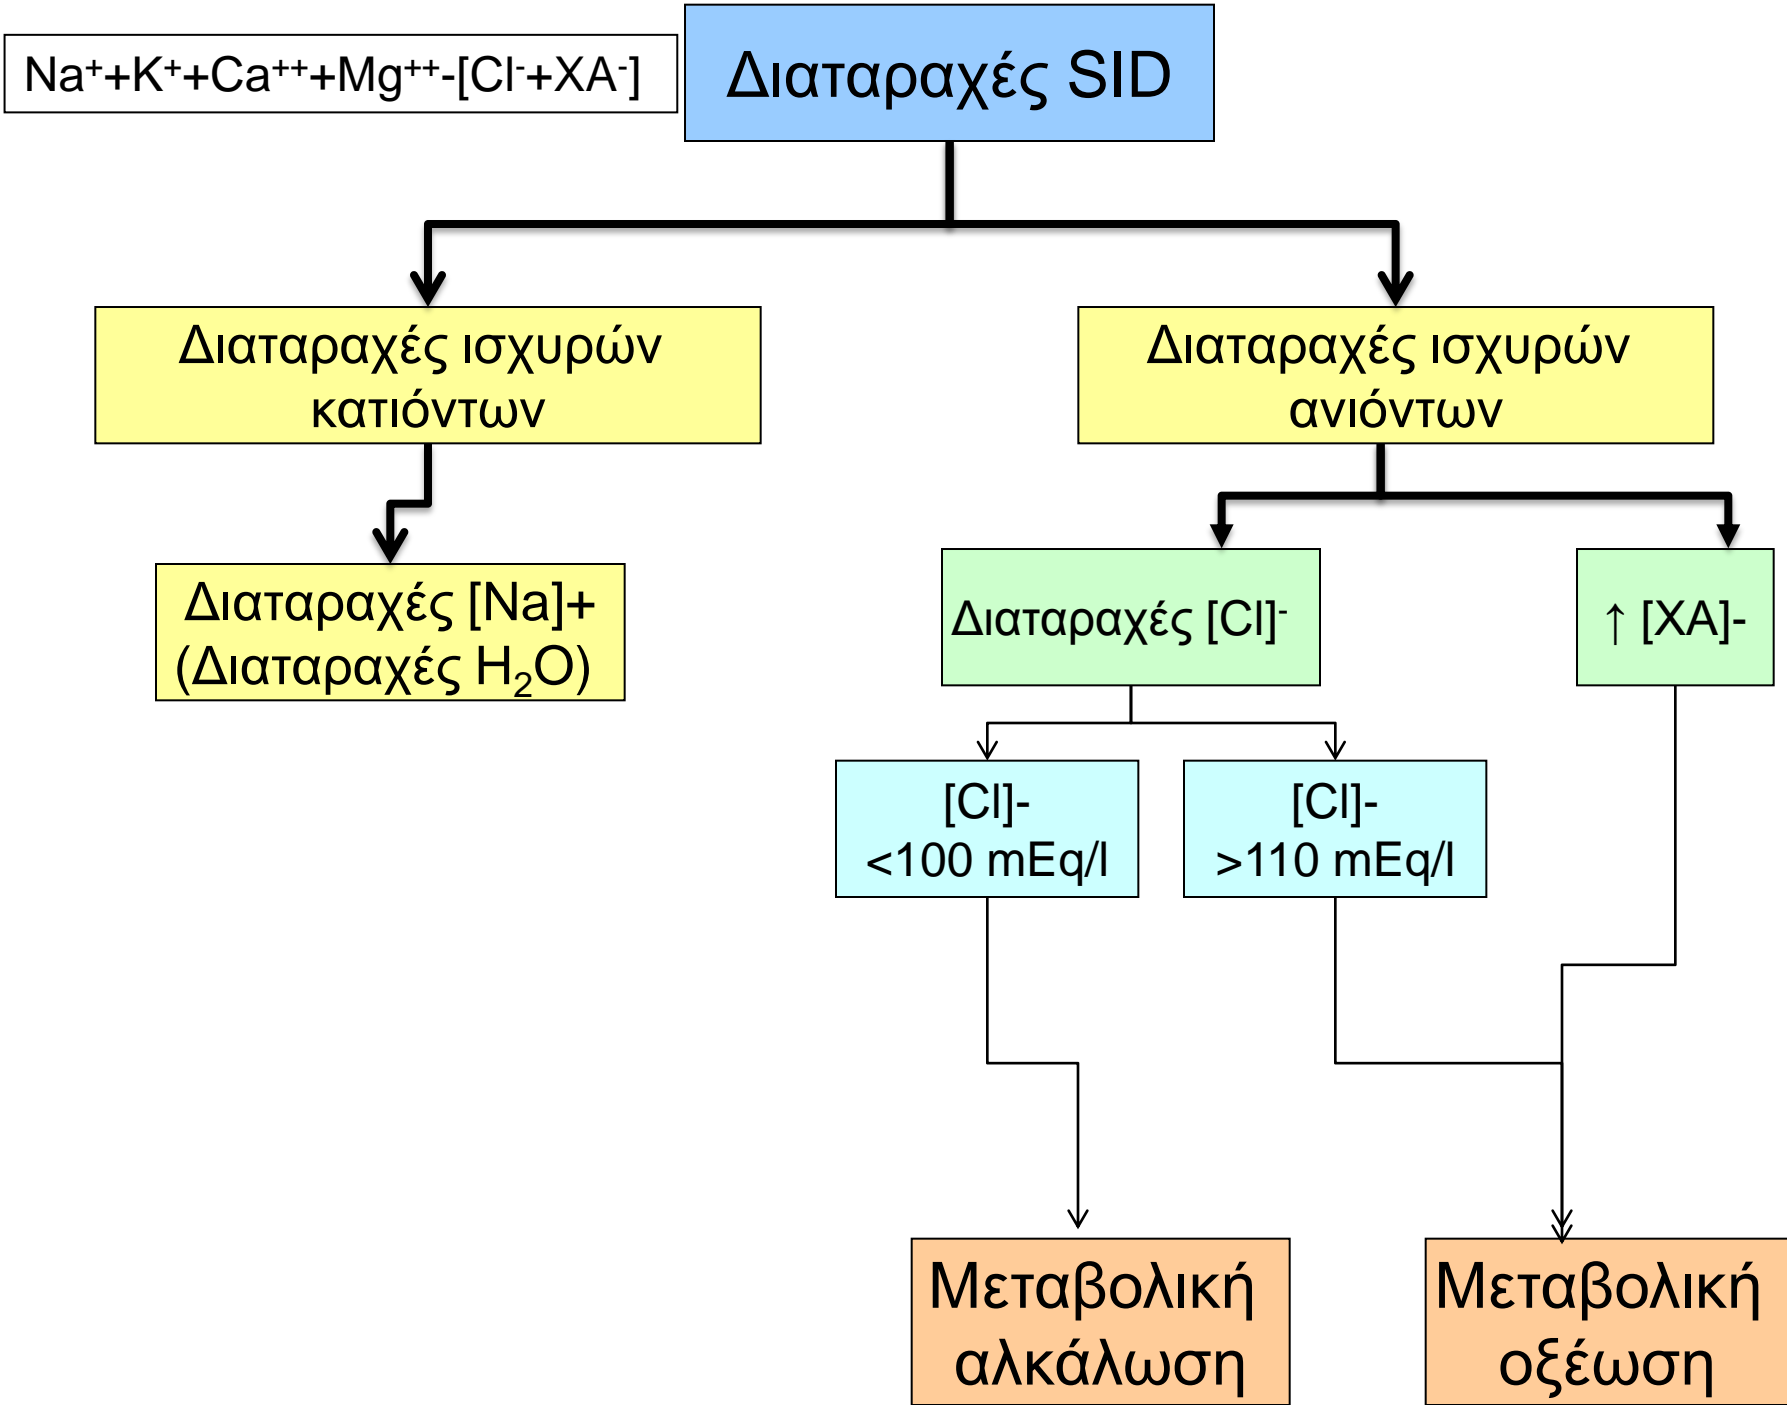 Na⁺+K⁺+Ca⁺⁺+Mg⁺⁺-[Cl⁻+XA⁻]
Διαταραχές SID
Διαταραχές ισχυρών
κατιόντων
Διαταραχές ισχυρών
ανιόντων
Διαταραχές [Na]+
(Διαταραχές H₂O)
Διαταραχές [Cl]⁻
↑ [XA]-
[Cl]-
<100 mEq/l
[Cl]-
>110 mEq/l
Μεταβολική
αλκάλωση
Μεταβολική
οξέωση